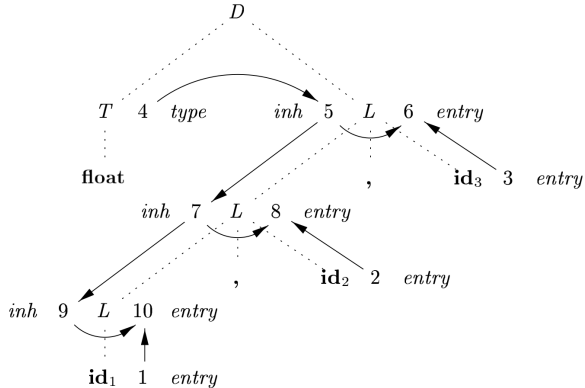 D
T 4 type inh 5 L 6 entry
float , id3 3 entry
inh 7 L 8 entry
, id2 2 entry
inh 9 L 10 entry
id1 1 entry